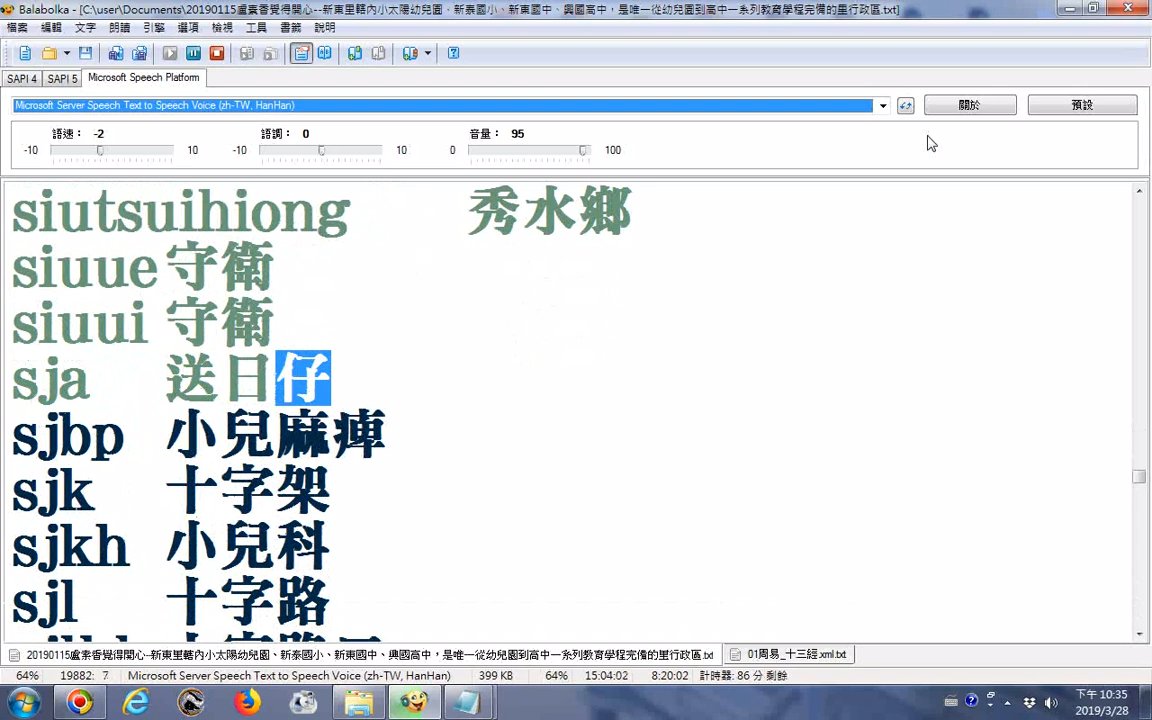 Balabolka - [C:\user\Documents\20190115盧素香覺得開心--新東里轄內小太陽幼兒園、新泰國小、新東國中、興國高中，是唯一從幼兒園到高中一系列教育學程完備的里行政區.txt]
檔案 編輯 文字 朗讀 引擎 選項 檢視 工具 書籤 說明
SAPI 4 SAPI 5 Microsoft Speech Platform
Microsoft Server Speech Text to Speech Voice (zh-TW, HanHan) 關於 預設
語速： -2 語調： 0 音量： 95
-10 10 -10 10 0 100
siutsuihiong 秀水鄉
siuue 守衛
siuui 守衛
sja 送日仔
sjbp 小兒麻痺
sjk 十字架
sjkh 小兒科
sjl 十字路
20190115盧素香覺得開心--新東里轄內小太陽幼兒園、新泰國小、新東國中、興國高中，是唯一從幼兒園到高中一系列教育學程完備的里行政區.txt 01周易_十三經.xml.txt
64% 19882: 7 Microsoft Server Speech Text to Speech Voice (zh-TW, HanHan) 399 KB 64% 15:04:02 8:20:02 計時器: 86 分 剩餘
下午 10:35
2019/3/28